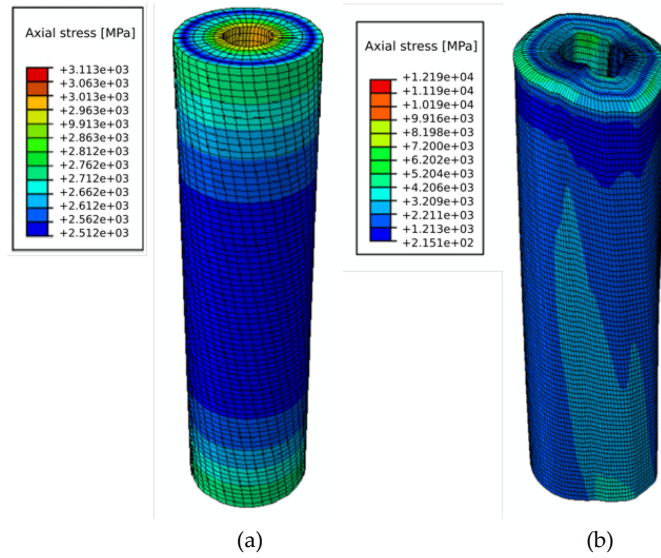 Axial stress [MPa]
+3.113e+03
+3.063e+03
+3.013e+03
+2.963e+03
+9.913e+03
+2.863e+03
+2.812e+03
+2.762e+03
+2.712e+03
+2.662e+03
+2.612e+03
+2.562e+03
+2.512e+03
(a)
Axial stress [MPa]
+1.219e+04
+1.119e+04
+1.019e+04
+9.916e+03
+8.198e+03
+7.200e+03
+6.202e+03
+5.204e+03
+4.206e+03
+3.209e+03
+2.211e+03
+1.213e+03
+2.151e+02
(b)